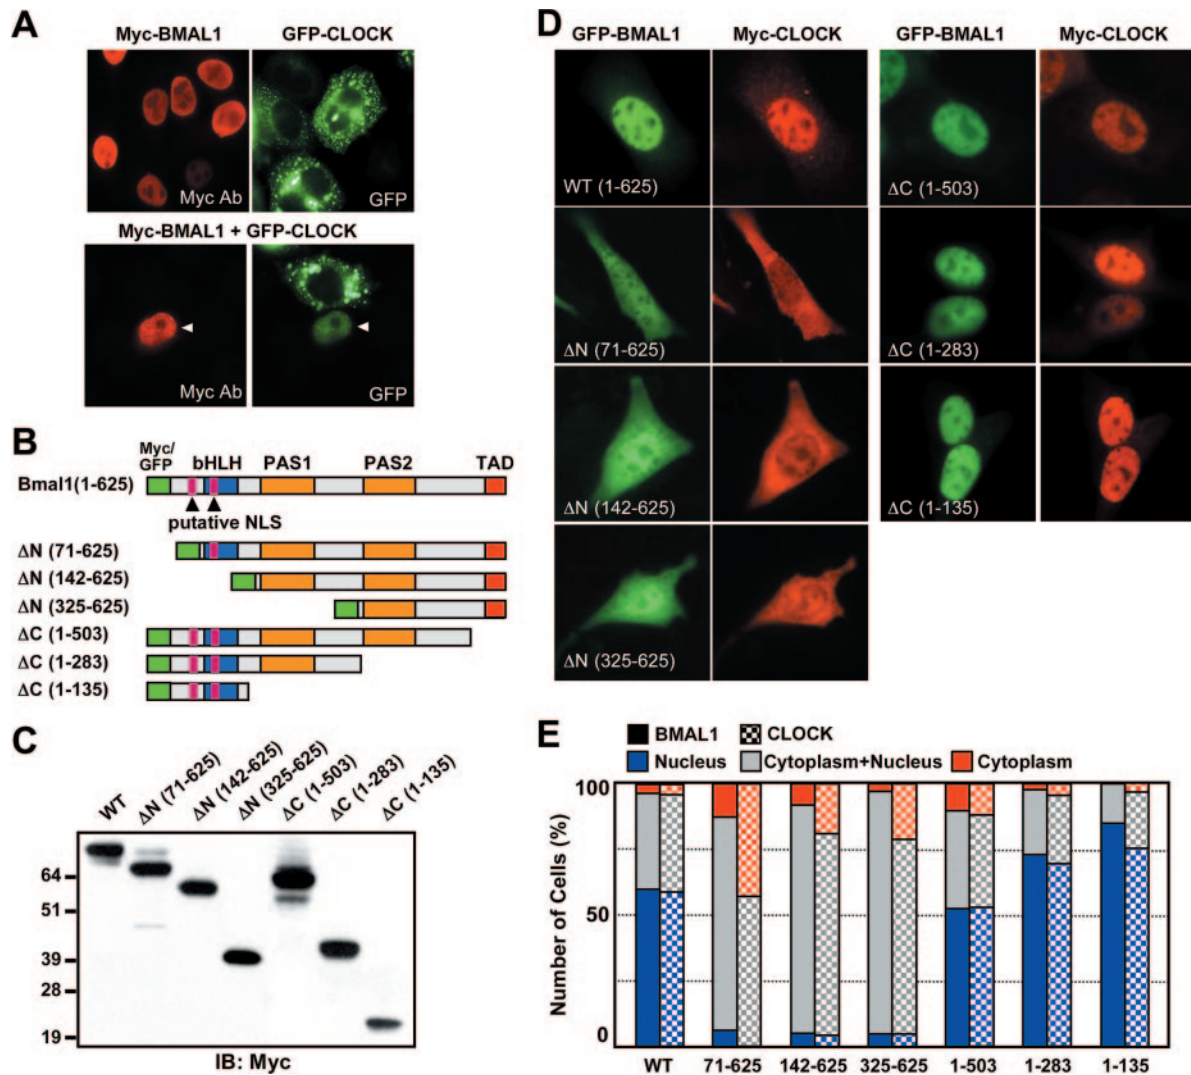 A
Myc-BMAL1 GFP-CLOCK
Myc Ab GFP
Myc-BMAL1 + GFP-CLOCK
Myc Ab GFP
B
Myc/
GFP bHLH PAS1 PAS2 TAD
Bmal1(1-625)
putative NLS
ΔN (71-625)
ΔN (142-625)
ΔN (325-625)
ΔC (1-503)
ΔC (1-283)
ΔC (1-135)
C
WT ΔN (71-625) ΔN (142-625) ΔN (325-625) ΔC (1-503) ΔC (1-283) ΔC (1-135)
64
51
39
28
19
IB: Myc
D
GFP-BMAL1 Myc-CLOCK GFP-BMAL1 Myc-CLOCK
WT (1-625) ΔC (1-503)
ΔN (71-625) ΔC (1-283)
ΔN (142-625) ΔC (1-135)
ΔN (325-625)
E
BMAL1 CLOCK
Nucleus Cytoplasm+Nucleus Cytoplasm
Number of Cells (%)
100
50
0
WT 71-625 142-625 325-625 1-503 1-283 1-135